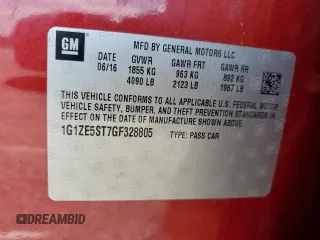 GM
MFD BY GENERAL MOTORS LLC
DATE GVWR GAWR FRT GAWR RR
06/16 1855 KG 963 KG 892 KG
4090 LB 2123 LB 1967 LB
THIS VEHICLE CONFORMS TO ALL APPLICABLE U.S. FEDERAL MOTOR
VEHICLE SAFETY, BUMPER, AND THEFT PREVENTION STANDARDS IN
EFFECT ON THE DATE OF MANUFACTURE SHOWN ABOVE.
1G1ZE5ST7GF328805 TYPE: PASS CAR
DREAMBID